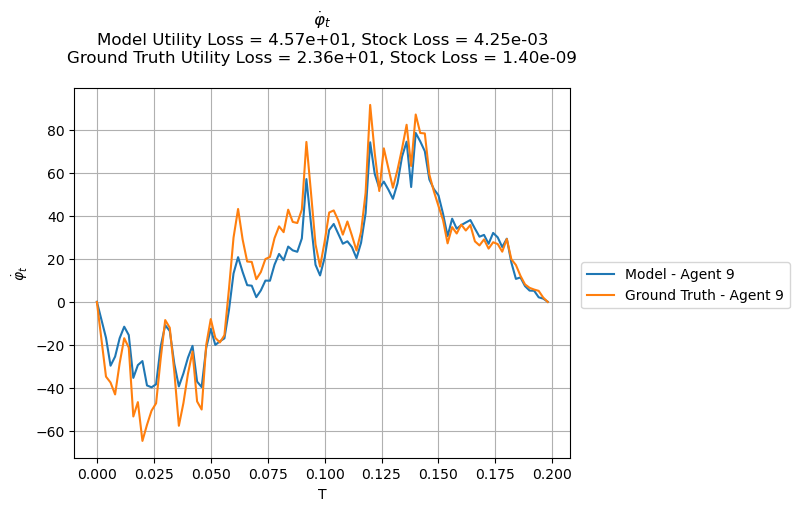 φ̇ₜ
Model Utility Loss = 4.57e+01, Stock Loss = 4.25e-03
Ground Truth Utility Loss = 2.36e+01, Stock Loss = 1.40e-09
φ̇ₜ
80
60
40
20
0
−20
−40
−60
0.000
0.025
0.050
0.075
0.100
0.125
0.150
0.175
0.200
T
Model - Agent 9
Ground Truth - Agent 9